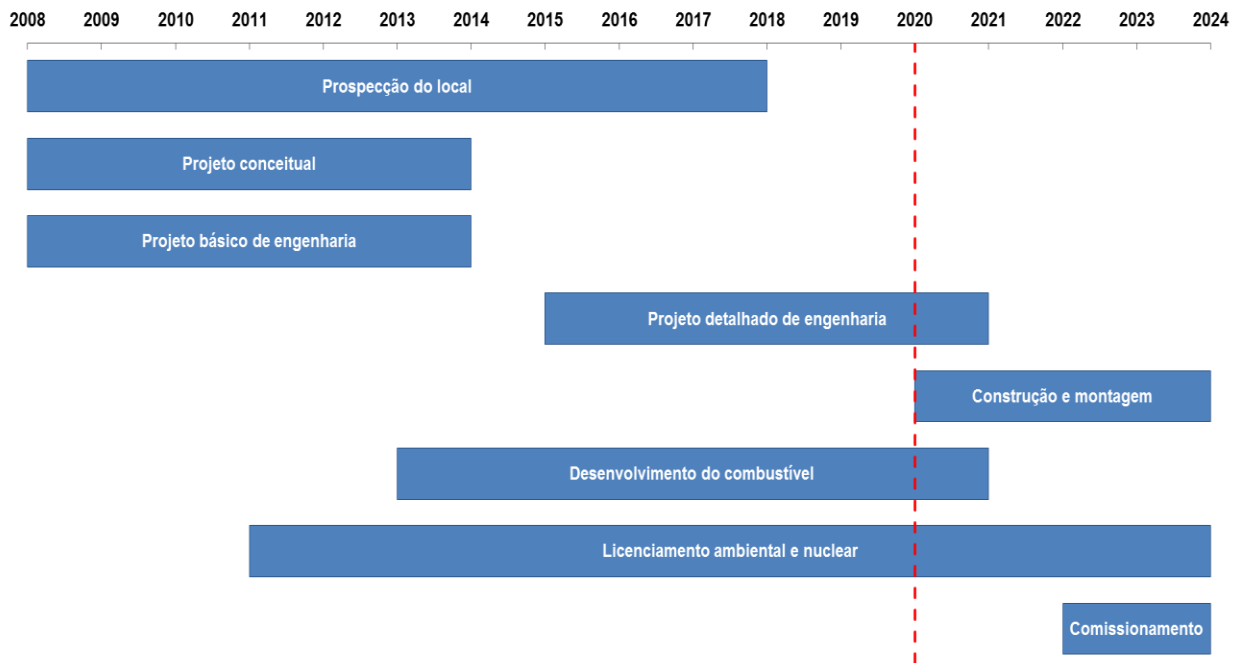 2008 2009 2010 2011 2012 2013 2014 2015 2016 2017 2018 2019 2020 2021 2022 2023 2024
Prospecção do local
Projeto conceitual
Projeto básico de engenharia
Projeto detalhado de engenharia
Construção e montagem
Desenvolvimento do combustível
Licenciamento ambiental e nuclear
Comissionamento